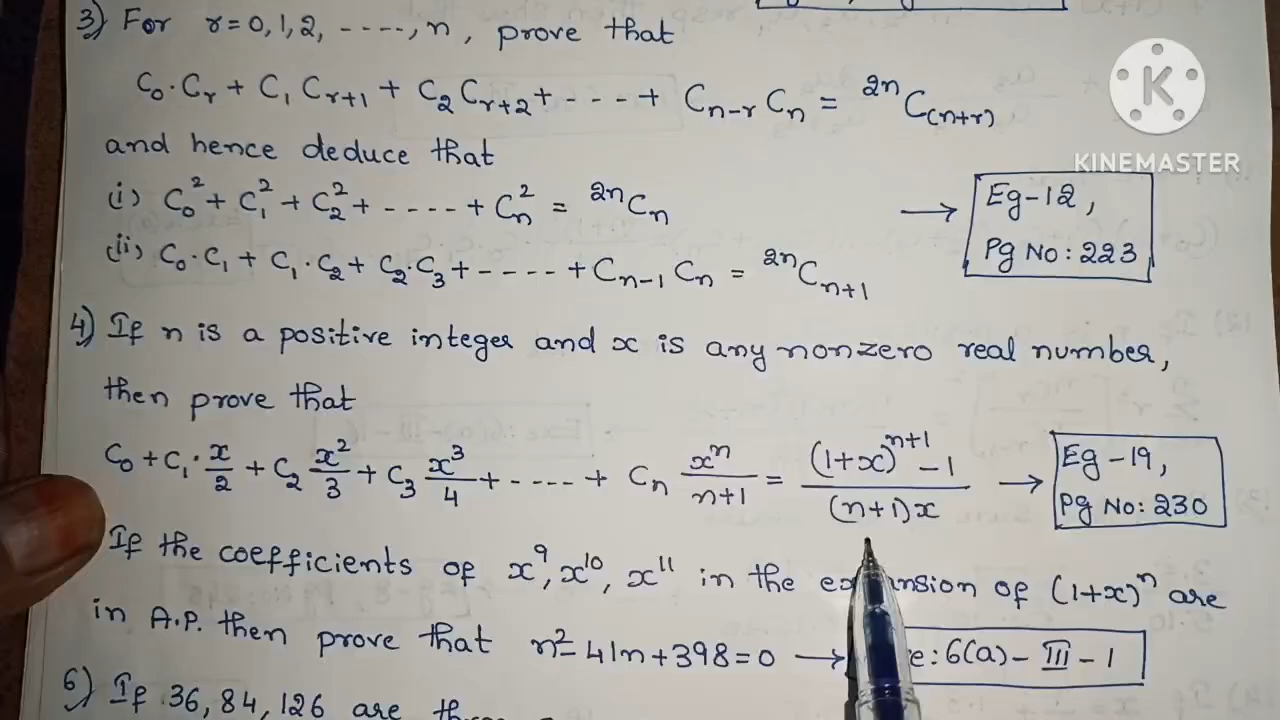 3) For r = 0, 1, 2, ----, n, prove that
C₀·Cᵣ + C₁ Cᵣ₊₁ + C₂ Cᵣ₊₂ + ---- + Cₙ₋ᵣ Cₙ = ²ⁿC₍ₙ₊ᵣ₎
KINEMASTER
and hence deduce that
(i) C₀² + C₁² + C₂² + ---- + Cₙ² = ²ⁿCₙ → Eg-12,
Pg No: 223
(ii) C₀·C₁ + C₁·C₂ + C₂·C₃ + ---- + Cₙ₋₁ Cₙ = ²ⁿCₙ₊₁
4) If n is a positive integer and x is any nonzero real number,
then prove that
C₀ + C₁·x/2 + C₂ x²/3 + C₃ x³/4 + ---- + Cₙ xⁿ/n+1 = (1+x)ⁿ⁺¹ - 1/(n+1)x → Eg-19,
Pg No: 230
If the coefficients of x⁹, x¹⁰, x¹¹ in the expansion of (1+x)ⁿ are
in A.P. then prove that n² - 41n + 398 = 0 → : 6(a) - III - 1
6) If 36, 84, 126 are